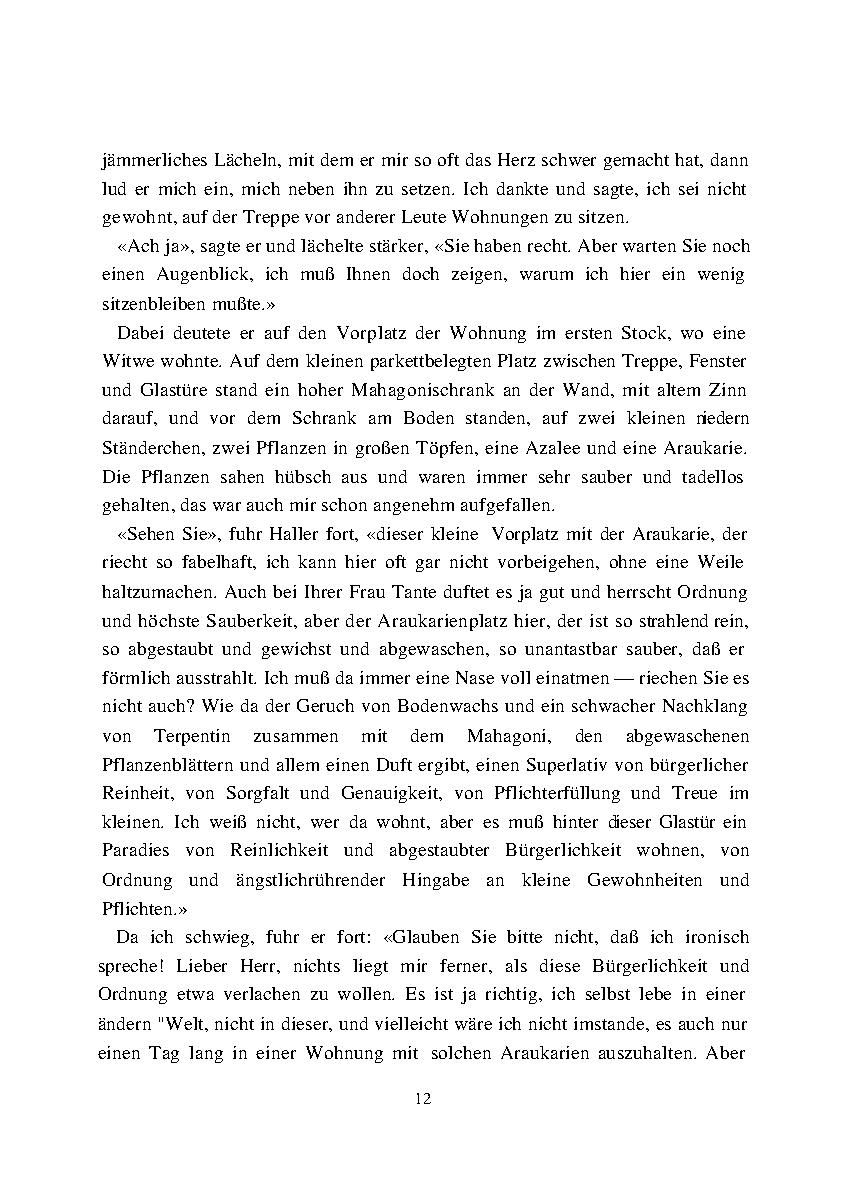 jämmerliches Lächeln, mit dem er mir so oft das Herz schwer gemacht hat, dann
lud er mich ein, mich neben ihn zu setzen. Ich dankte und sagte, ich sei nicht
gewohnt, auf der Treppe vor anderer Leute Wohnungen zu sitzen.
«Ach ja», sagte er und lächelte stärker, «Sie haben recht. Aber warten Sie noch
einen Augenblick, ich muß Ihnen doch zeigen, warum ich hier ein wenig
sitzenbleiben mußte.»
Dabei deutete er auf den Vorplatz der Wohnung im ersten Stock, wo eine
Witwe wohnte. Auf dem kleinen parkettbelegten Platz zwischen Treppe, Fenster
und Glastüre stand ein hoher Mahagonischrank an der Wand, mit altem Zinn
darauf, und vor dem Schrank am Boden standen, auf zwei kleinen niedern
Ständerchen, zwei Pflanzen in großen Töpfen, eine Azalee und eine Araukarie.
Die Pflanzen sahen hübsch aus und waren immer sehr sauber und tadellos
gehalten, das war auch mir schon angenehm aufgefallen.
«Sehen Sie», fuhr Haller fort, «dieser kleine Vorplatz mit der Araukarie, der
riecht so fabelhaft, ich kann hier oft gar nicht vorbeigehen, ohne eine Weile
haltzumachen. Auch bei Ihrer Frau Tante duftet es ja gut und herrscht Ordnung
und höchste Sauberkeit, aber der Araukarienplatz hier, der ist so strahlend rein,
so abgestaubt und gewichst und abgewaschen, so unantastbar sauber, daß er
förmlich ausstrahlt. Ich muß da immer eine Nase voll einatmen — riechen Sie es
nicht auch? Wie da der Geruch von Bodenwachs und ein schwacher Nachklang
von Terpentin zusammen mit dem Mahagoni, den abgewaschenen
Pflanzenblättern und allem einen Duft ergibt, einen Superlativ von bürgerlicher
Reinheit, von Sorgfalt und Genauigkeit, von Pflichterfüllung und Treue im
kleinen. Ich weiß nicht, wer da wohnt, aber es muß hinter dieser Glastür ein
Paradies von Reinlichkeit und abgestaubter Bürgerlichkeit wohnen, von
Ordnung und ängstlichrührender Hingabe an kleine Gewohnheiten und
Pflichten.»
Da ich schwieg, fuhr er fort: «Glauben Sie bitte nicht, daß ich ironisch
spreche! Lieber Herr, nichts liegt mir ferner, als diese Bürgerlichkeit und
Ordnung etwa verlachen zu wollen. Es ist ja richtig, ich selbst lebe in einer
ändern "Welt, nicht in dieser, und vielleicht wäre ich nicht imstande, es auch nur
einen Tag lang in einer Wohnung mit solchen Araukarien auszuhalten. Aber
12